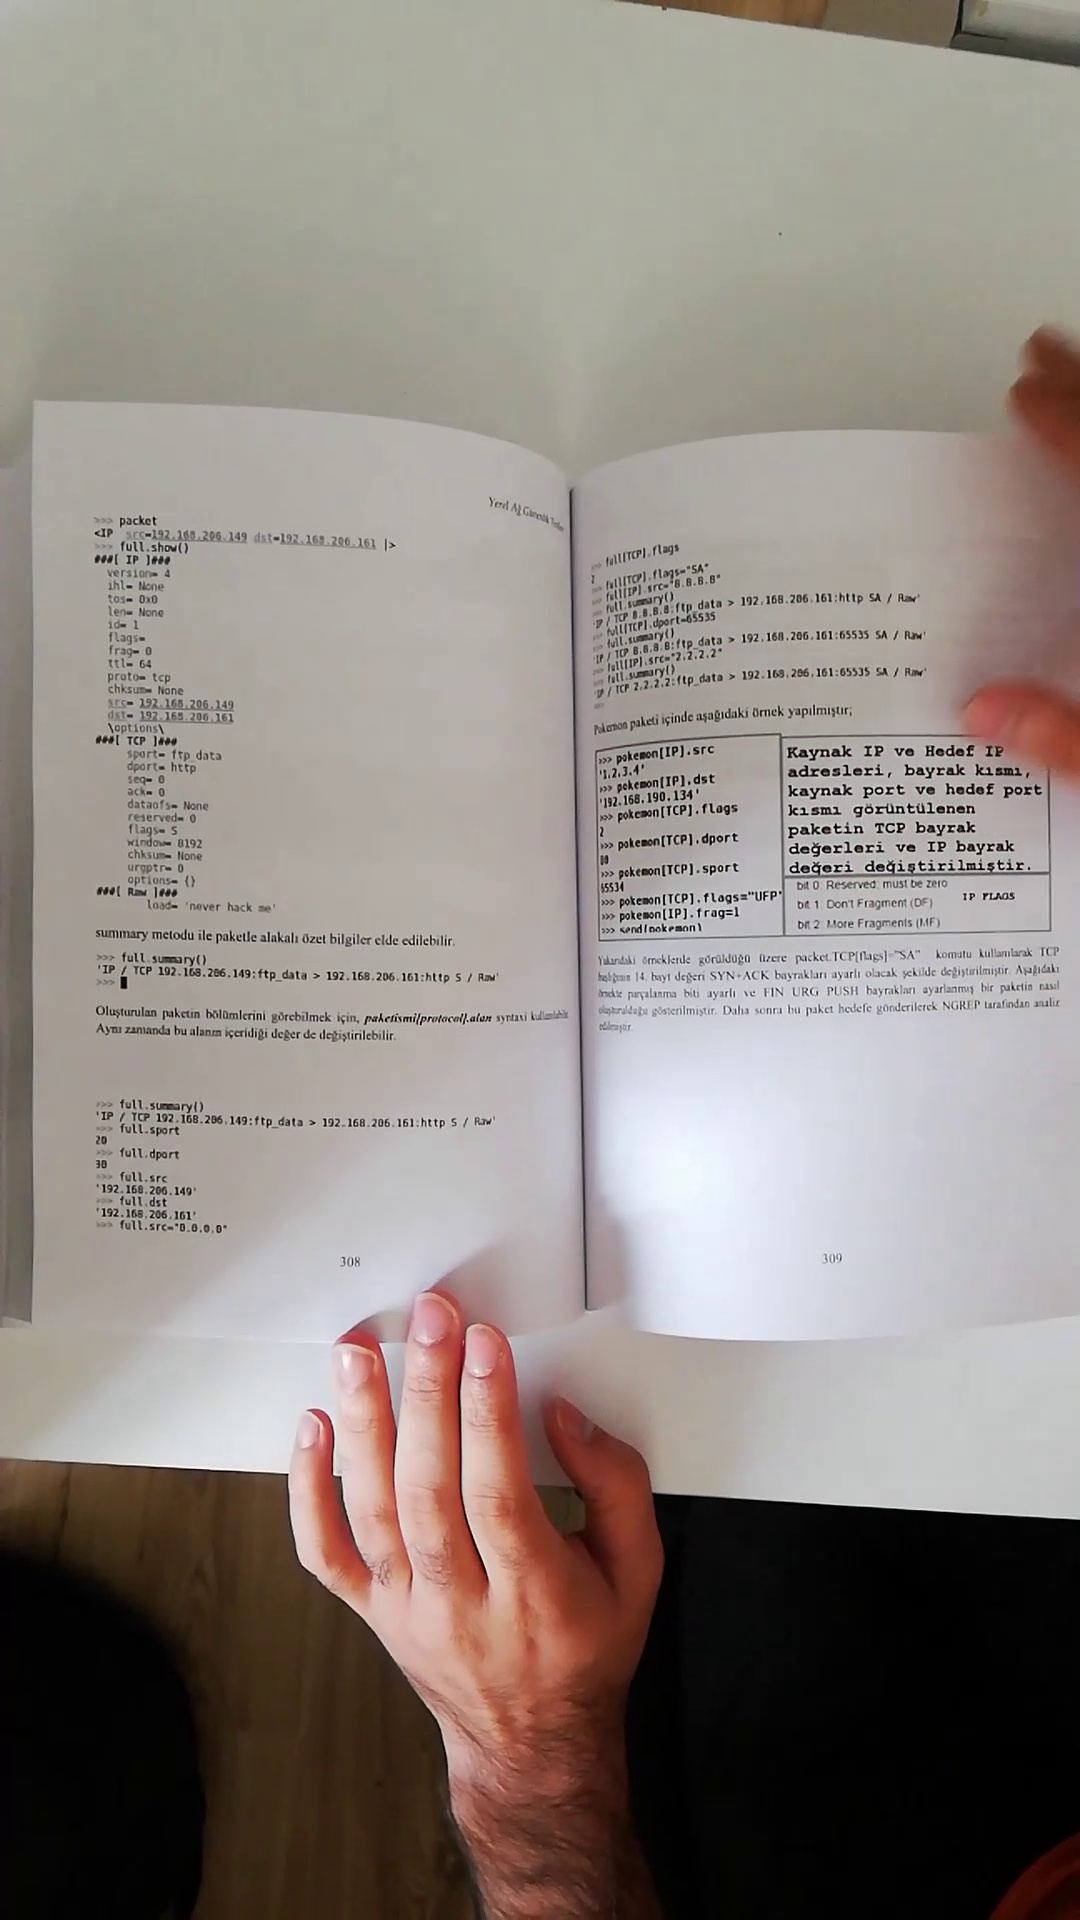 Yerel Ağ Güvenlik Testleri
>>> packet
<IP  src=192.168.206.149 dst=192.168.206.161 |>
>>> full.show()
###[ IP ]###
version= 4
ihl= None
tos= 0x0
len= None
id= 1
flags=
frag= 0
ttl= 64
proto= tcp
chksum= None
src= 192.168.206.149
dst= 192.168.206.161
\options\
###[ TCP ]###
sport= ftp_data
dport= http
seq= 0
ack= 0
dataofs= None
reserved= 0
flags= S
window= 8192
chksum= None
urgptr= 0
options= {}
###[ Raw ]###
load= 'never hack me'
summary metodu ile paketle alakalı özet bilgiler elde edilebilir.
>>> full.summary()
'IP / TCP 192.168.206.149:ftp_data > 192.168.206.161:http S / Raw'
>>>
Oluşturulan paketin bölümlerini görebilmek için, paketismi[protocol].alan syntaxi kullanılabilir.
Aynı zamanda bu alanın içeridiği değer de değiştirilebilir.
>>> full.summary()
'IP / TCP 192.168.206.149:ftp_data > 192.168.206.161:http S / Raw'
>>> full.sport
20
>>> full.dport
80
>>> full.src
'192.168.206.149'
>>> full.dst
'192.168.206.161'
>>> full.src="0.0.0.0"
308
>>> full[TCP].flags
2
>>> full[TCP].flags="SA"
>>> full[IP].src="8.8.8.8"
>>> full.summary()
'IP / TCP 8.8.8.8:ftp_data > 192.168.206.161:http SA / Raw'
>>> full[TCP].dport=65535
>>> full.summary()
'IP / TCP 8.8.8.8:ftp_data > 192.168.206.161:65535 SA / Raw'
>>> full[IP].src="2.2.2.2"
>>> full.summary()
'IP / TCP 2.2.2.2:ftp_data > 192.168.206.161:65535 SA / Raw'
>>>
Pokemon paketi içinde aşağıdaki örnek yapılmıştır;
>>> pokemon[IP].src
'1.2.3.4'
>>> pokemon[IP].dst
'192.168.190.134'
>>> pokemon[TCP].flags
2
>>> pokemon[TCP].dport
80
>>> pokemon[TCP].sport
65534
>>> pokemon[TCP].flags="UFP"
>>> pokemon[IP].frag=1
>>> send(pokemon)
Kaynak IP ve Hedef IP
adresleri, bayrak kısmı,
kaynak port ve hedef port
kısmı görüntülenen
paketin TCP bayrak
değerleri ve IP bayrak
değeri değiştirilmiştir.
bit 0: Reserved, must be zero
bit 1: Don't Fragment (DF)
IP FLAGS
bit 2: More Fragments (MF)
Yukarıdaki örneklerde görüldüğü üzere packet.TCP[flags]="SA" komutu kullanılarak TCP
başlığının 14. bayt değeri SYN+ACK bayrakları ayarlı olacak şekilde değiştirilmiştir. Aşağıdaki
örnekte parçalanma biti ayarlı ve FIN URG PUSH bayrakları ayarlanmış bir paketin nasıl
oluşturulduğu gösterilmiştir. Daha sonra bu paket hedefe gönderilerek NGREP tarafından analiz
edilmiştir.
309